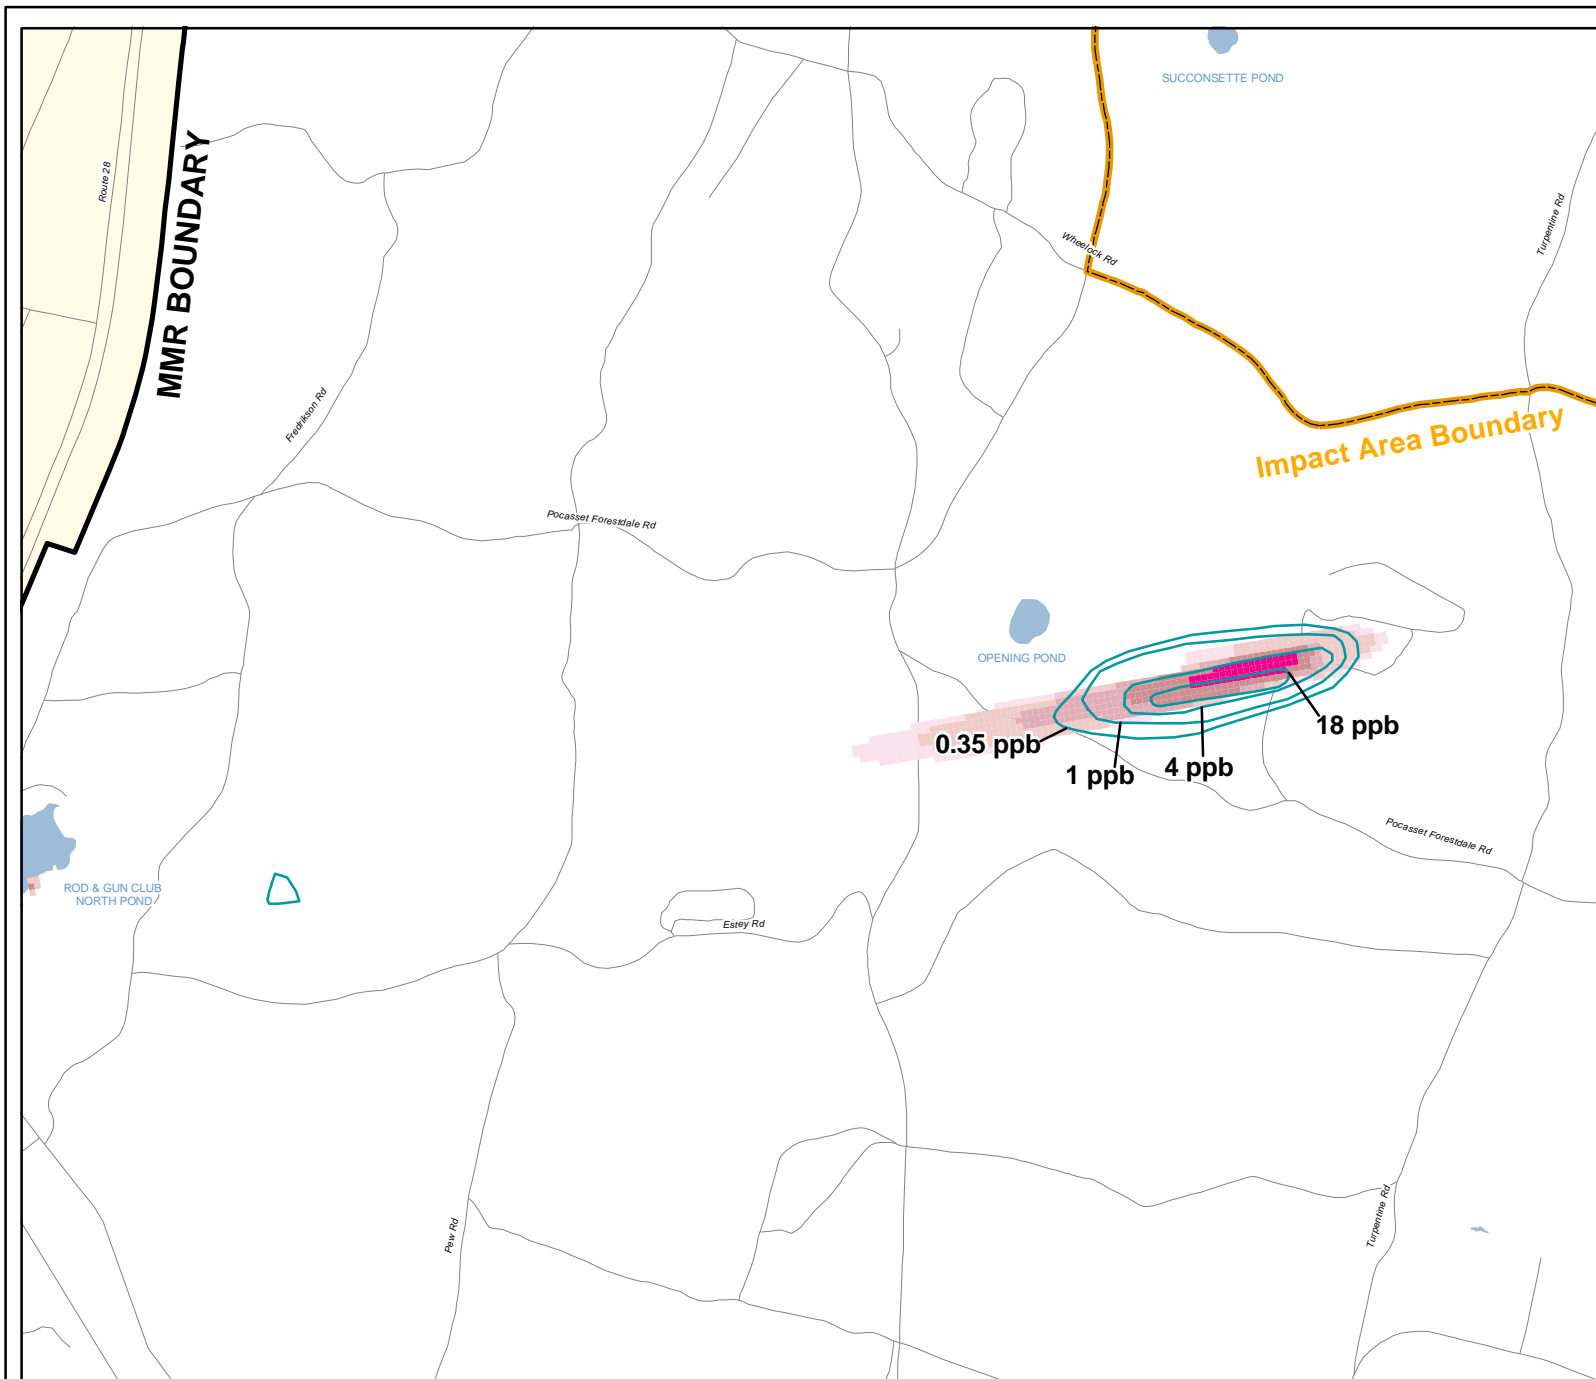 SUCCONSETTE POND
Route 28
MMR BOUNDARY
Turpentine Rd
Wheelock Rd
Fredrikson Rd
Impact Area Boundary
Pocasset Forestdale Rd
OPENING POND
18 ppb
0.35 ppb
4 ppb
1 ppb
Pocasset Forestdale Rd
ROD & GUN CLUB
NORTH POND
Estey Rd
Pew Rd
Turpentine Rd